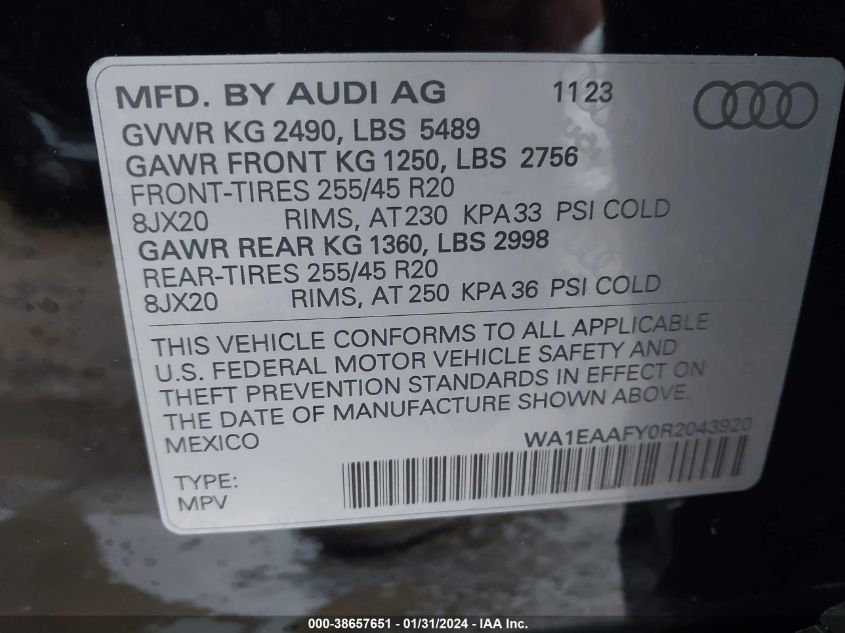 MFD. BY AUDI AG 11 23
GVWR KG 2490, LBS 5489
GAWR FRONT KG 1250, LBS 2756
FRONT-TIRES 255/45 R20
8JX20 RIMS, AT 230 KPA 33 PSI COLD
GAWR REAR KG 1360, LBS 2998
REAR-TIRES 255/45 R20
8JX20 RIMS, AT 250 KPA 36 PSI COLD
THIS VEHICLE CONFORMS TO ALL APPLICABLE
U.S. FEDERAL MOTOR VEHICLE SAFETY AND
THEFT PREVENTION STANDARDS IN EFFECT ON
THE DATE OF MANUFACTURE SHOWN ABOVE.
MEXICO WA1EAAFY0R2043920
TYPE:
MPV
000-38657651 - 01/31/2024 - IAA Inc.